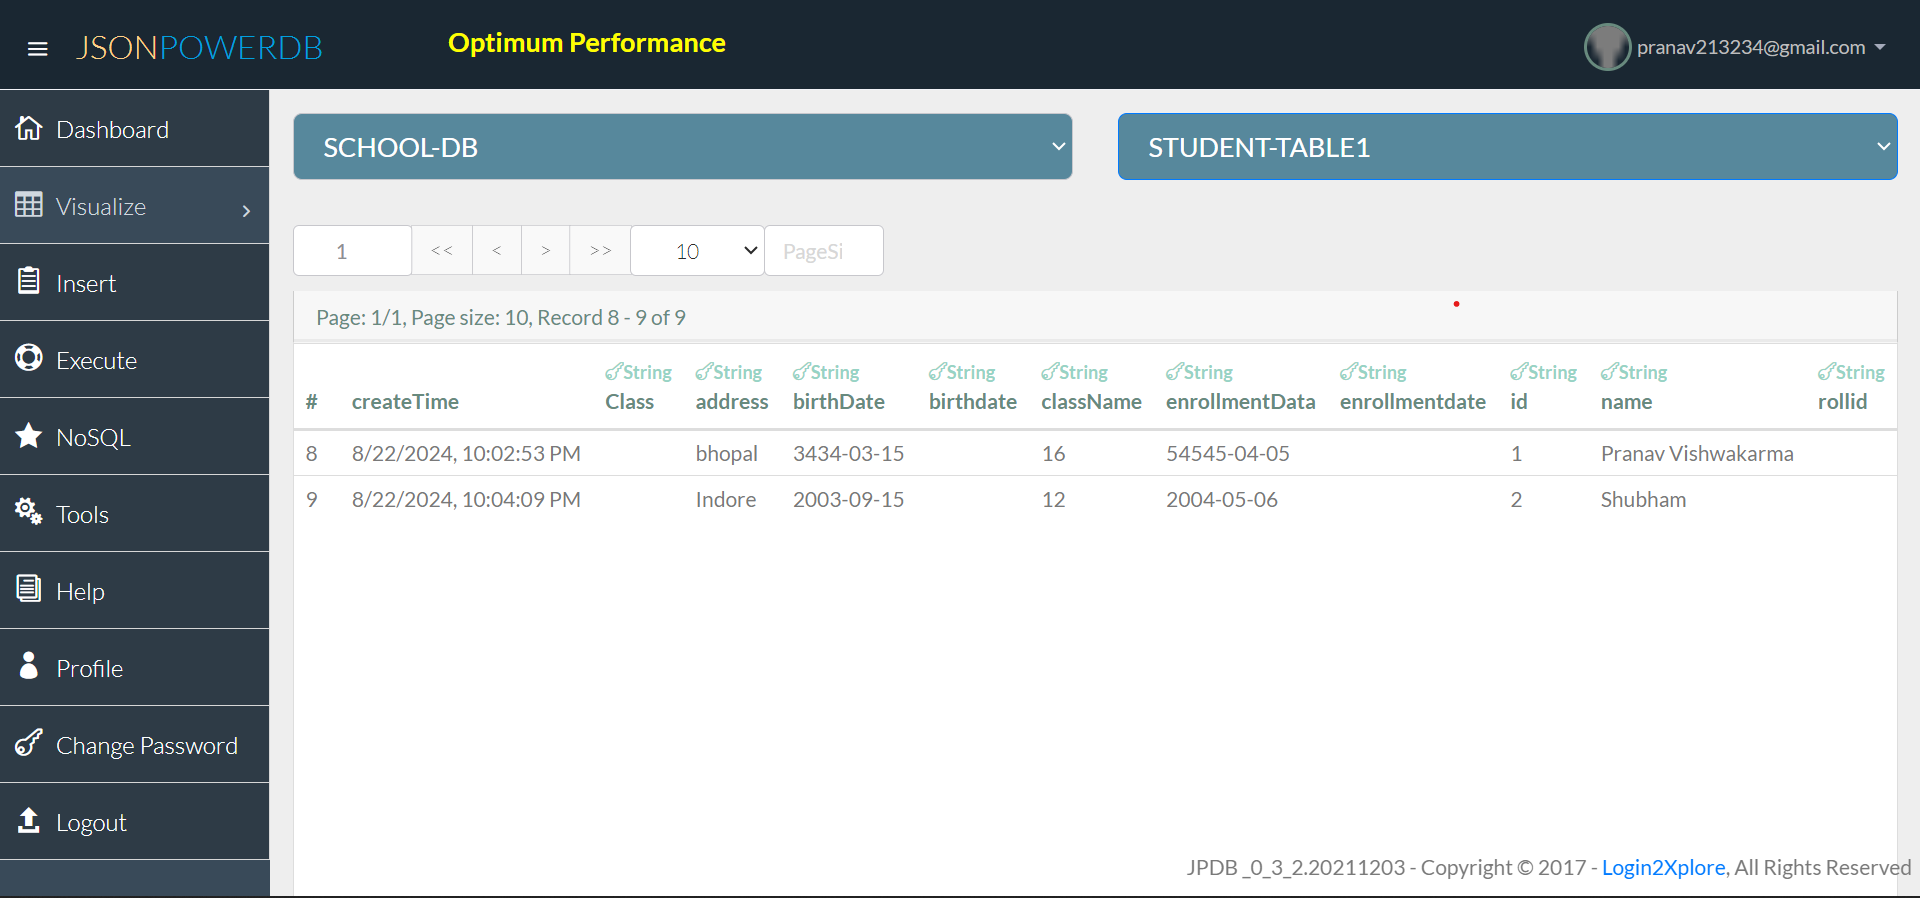 JSONPOWERDB
Optimum Performance
pranav213234@gmail.com
Dashboard
Visualize
Insert
Execute
NoSQL
Tools
Help
Profile
Change Password
Logout
SCHOOL-DB
STUDENT-TABLE1
1 << < > >> 10 PageSi
Page: 1/1, Page size: 10, Record 8 - 9 of 9
String String String String String String String String String String
# createTime Class address birthDate birthdate className enrollmentData enrollmentdate id name rollid
8 8/22/2024, 10:02:53 PM bhopal 3434-03-15 16 54545-04-05 1 Pranav Vishwakarma
9 8/22/2024, 10:04:09 PM Indore 2003-09-15 12 2004-05-06 2 Shubham
JPDB _0_3_2.20211203 - Copyright © 2017 - Login2Xplore, All Rights Reserved